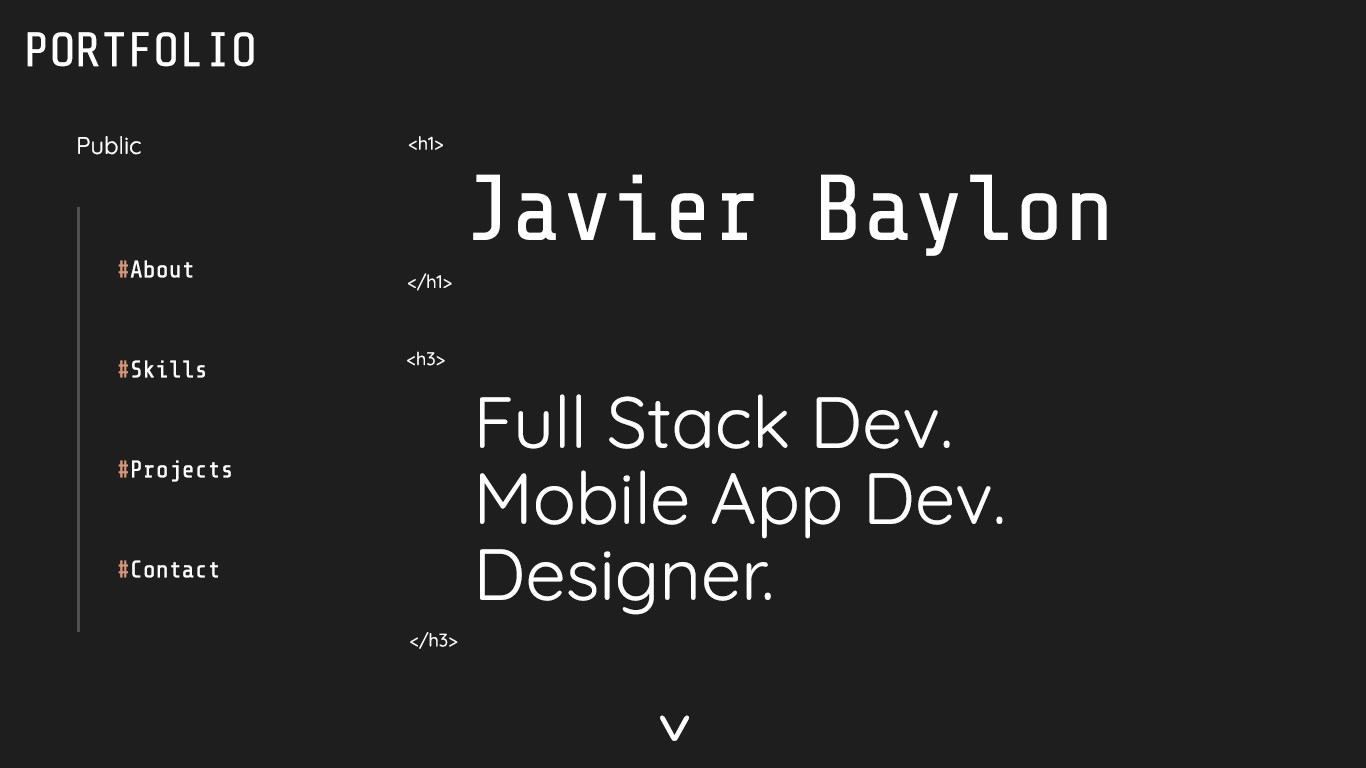 PORTFOLIO
Public
#About
#Skills
#Projects
#Contact
<h1>
Javier Baylon
</h1>
<h3>
Full Stack Dev.
Mobile App Dev.
Designer.
</h3>